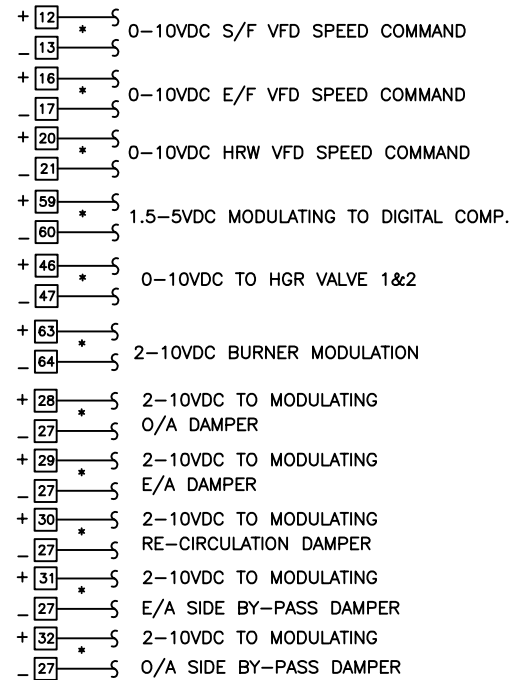 + 12
* 0-10VDC S/F VFD SPEED COMMAND
- 13
+ 16
* 0-10VDC E/F VFD SPEED COMMAND
- 17
+ 20
* 0-10VDC HRW VFD SPEED COMMAND
- 21
+ 59
* 1.5-5VDC MODULATING TO DIGITAL COMP.
- 60
+ 46
* 0-10VDC TO HGR VALVE 1&2
- 47
+ 63
* 2-10VDC BURNER MODULATION
- 64
+ 28 2-10VDC TO MODULATING
*
- 27 O/A DAMPER
+ 29 2-10VDC TO MODULATING
*
- 27 E/A DAMPER
+ 30 2-10VDC TO MODULATING
*
- 27 RE-CIRCULATION DAMPER
+ 31 2-10VDC TO MODULATING
*
- 27 E/A SIDE BY-PASS DAMPER
+ 32 2-10VDC TO MODULATING
*
- 27 O/A SIDE BY-PASS DAMPER